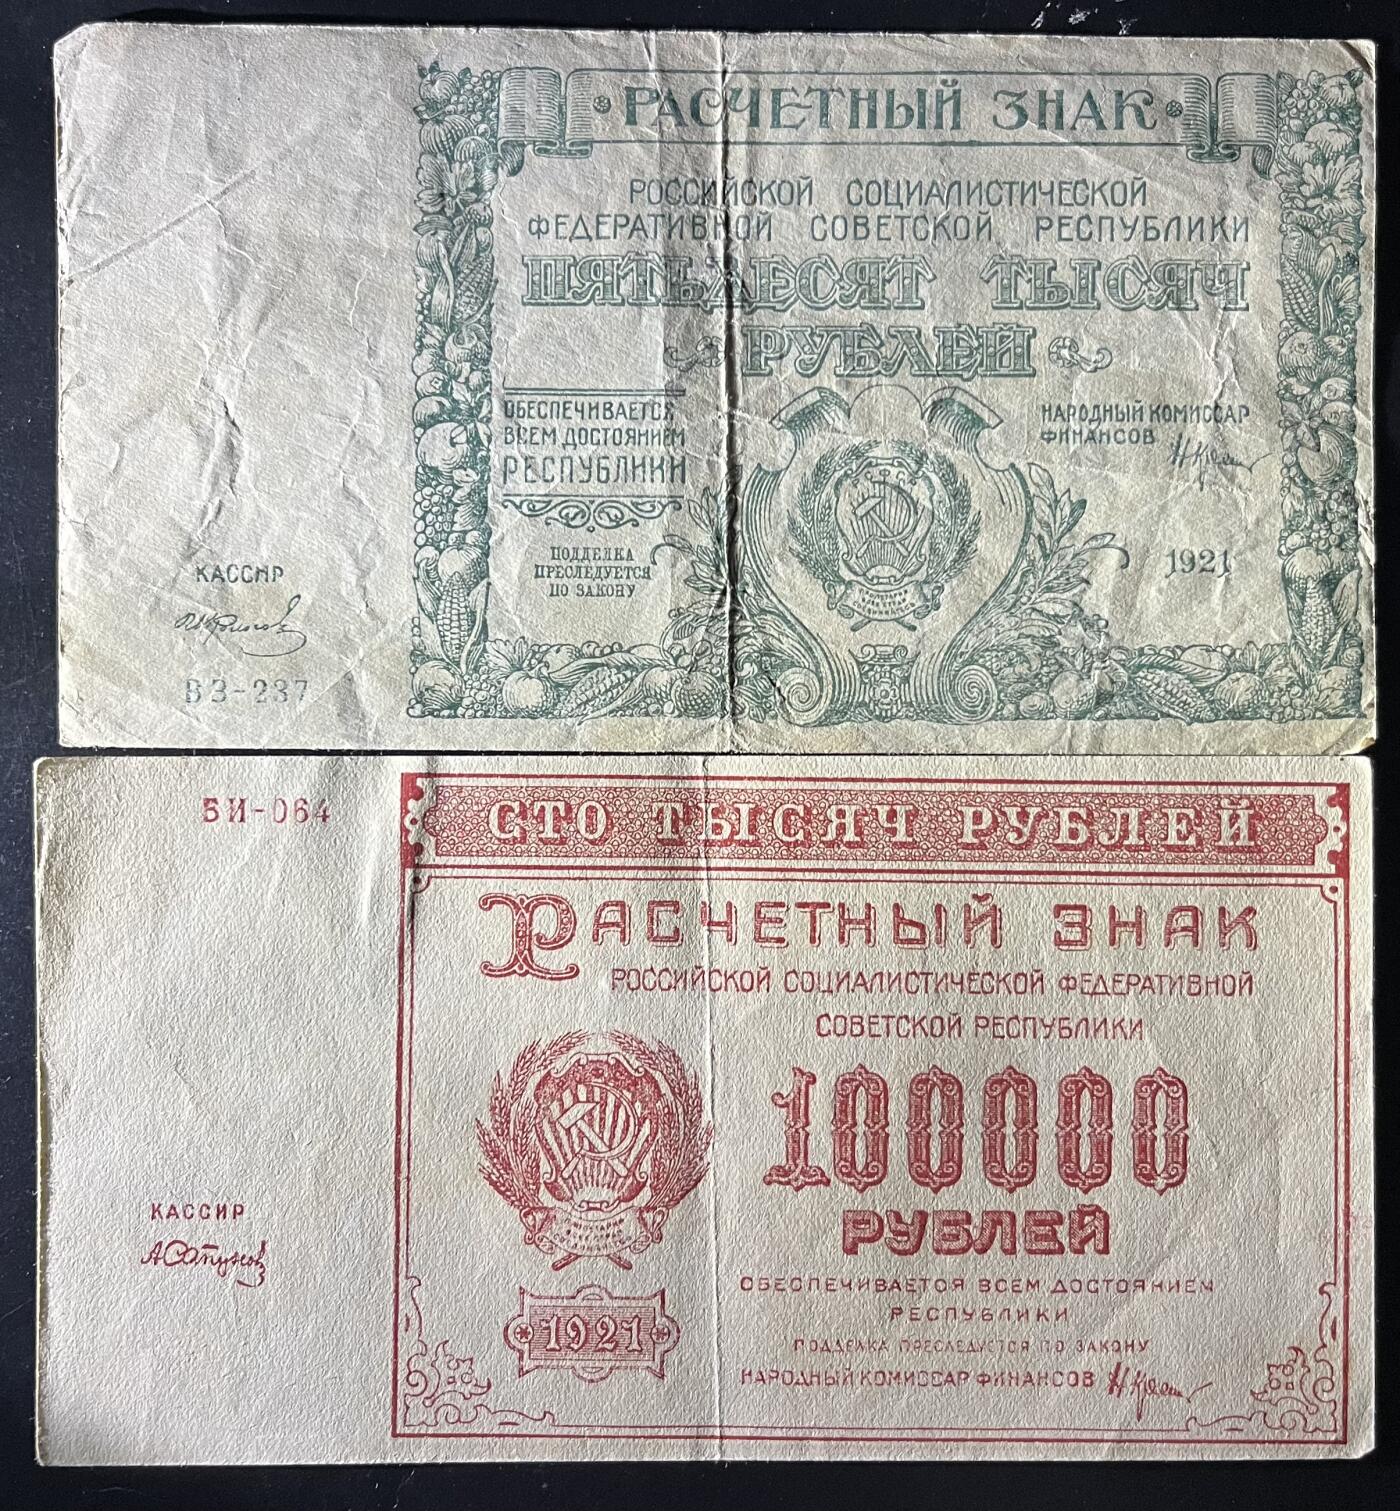 РАСЧЕТНЫЙ ЗНАК
РОССИЙСКОЙ СОЦИАЛИСТИЧЕСКОЙ
ФЕДЕРАТИВНОЙ СОВЕТСКОЙ РЕСПУБЛИКИ
ПЯТЬДЕСЯТ ТЫСЯЧ
РУБЛЕЙ
ОБЕСПЕЧИВАЕТСЯ
ВСЕМ ДОСТОЯНИЕМ
РЕСПУБЛИКИ
НАРОДНЫЙ КОМИССАР
ФИНАНСОВ
ПОДДЕЛКА
ПРЕСЛЕДУЕТСЯ
ПО ЗАКОНУ
1921
КАССИР
ВЗ-237
БИ-064
СТО ТЫСЯЧ РУБЛЕЙ
РАСЧЕТНЫЙ ЗНАК
РОССИЙСКОЙ СОЦИАЛИСТИЧЕСКОЙ ФЕДЕРАТИВНОЙ
СОВЕТСКОЙ РЕСПУБЛИКИ
100000
РУБЛЕЙ
КАССИР
ОБЕСПЕЧИВАЕТСЯ ВСЕМ ДОСТОЯНИЕМ
РЕСПУБЛИКИ
1921
ПОДДЕЛКА ПРЕСЛЕДУЕТСЯ ПО ЗАКОНУ
НАРОДНЫЙ КОМИССАР ФИНАНСОВ